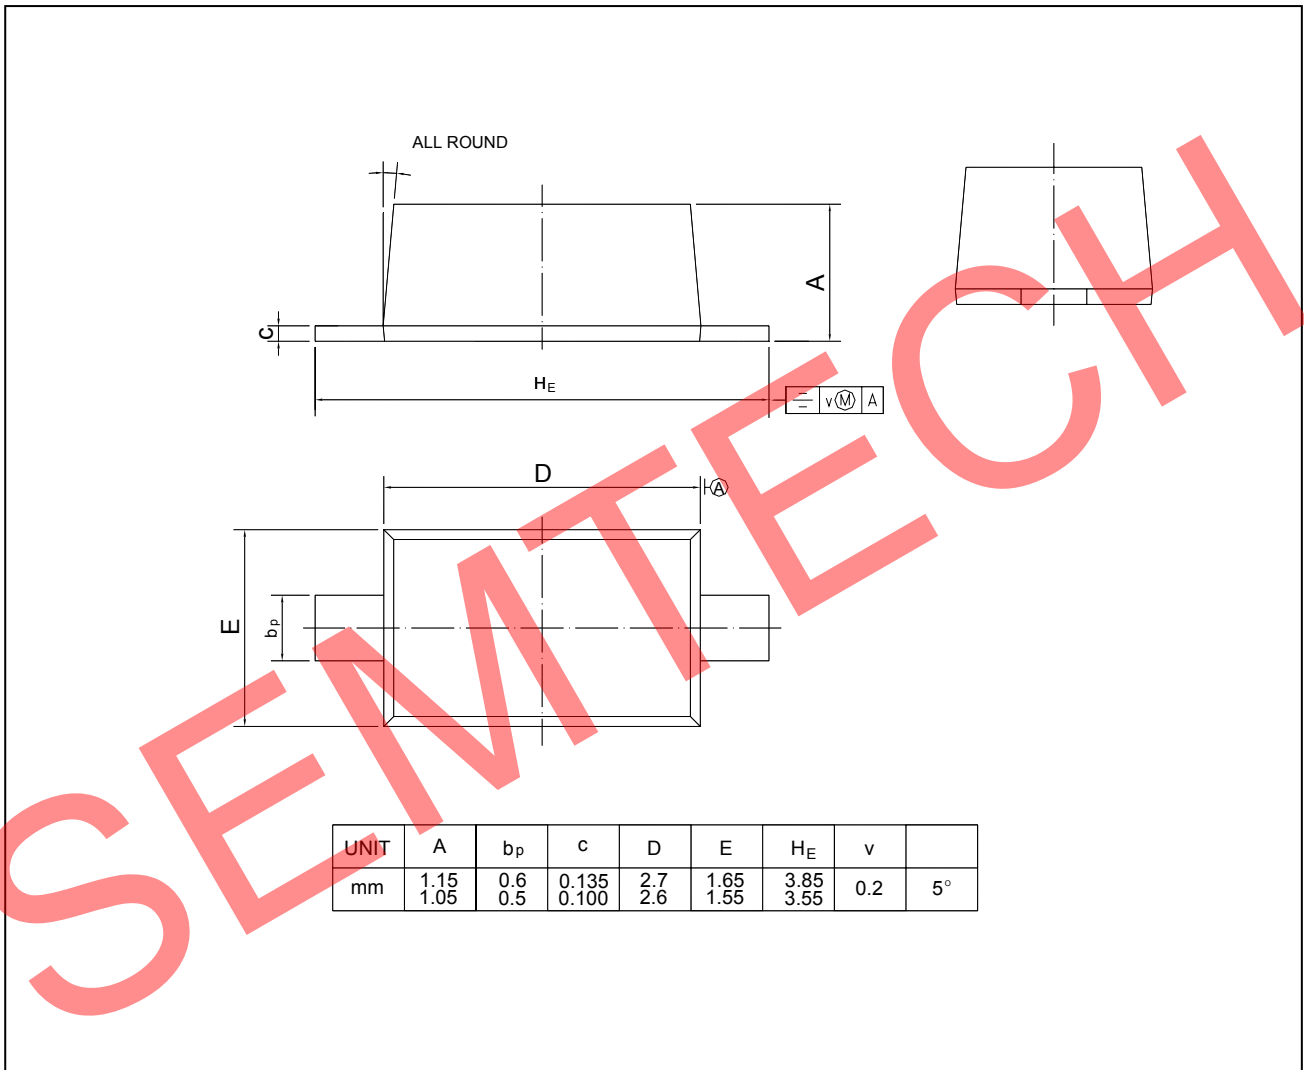 ALL ROUND
A
c
HE
v M A
D
A
E
bp
UNIT A bp c D E HE v
mm 1.15 0.6 0.135 2.7 1.65 3.85 0.2 5°
1.05 0.5 0.100 2.6 1.55 3.55
SEMTECH